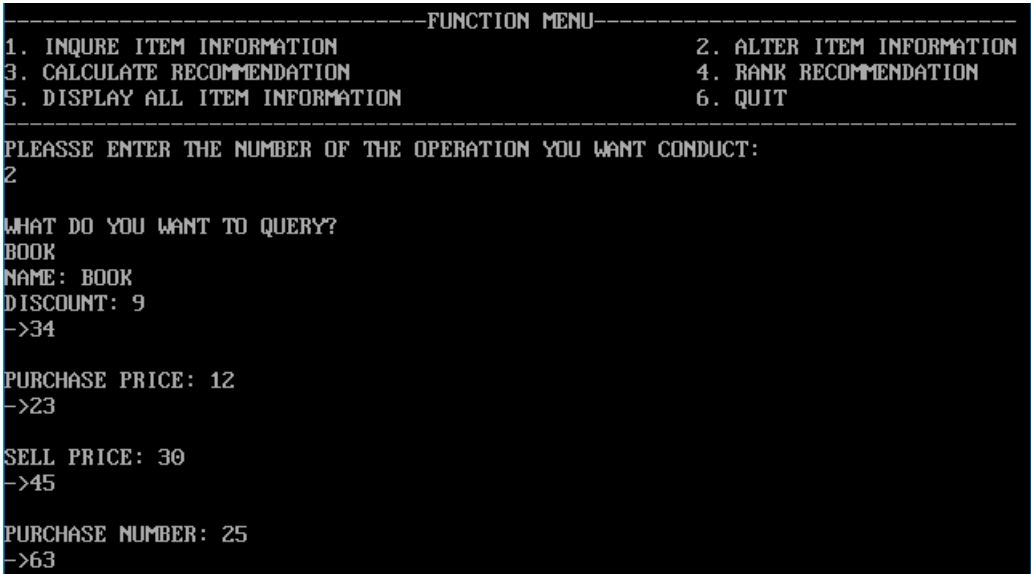 ---------------------------------FUNCTION MENU---------------------------------
1. INQURE ITEM INFORMATION 2. ALTER ITEM INFORMATION
3. CALCULATE RECOMMENDATION 4. RANK RECOMMENDATION
5. DISPLAY ALL ITEM INFORMATION 6. QUIT
-------------------------------------------------------------------------------
PLEASSE ENTER THE NUMBER OF THE OPERATION YOU WANT CONDUCT:
2
WHAT DO YOU WANT TO QUERY?
BOOK
NAME: BOOK
DISCOUNT: 9
->34
PURCHASE PRICE: 12
->23
SELL PRICE: 30
->45
PURCHASE NUMBER: 25
->63